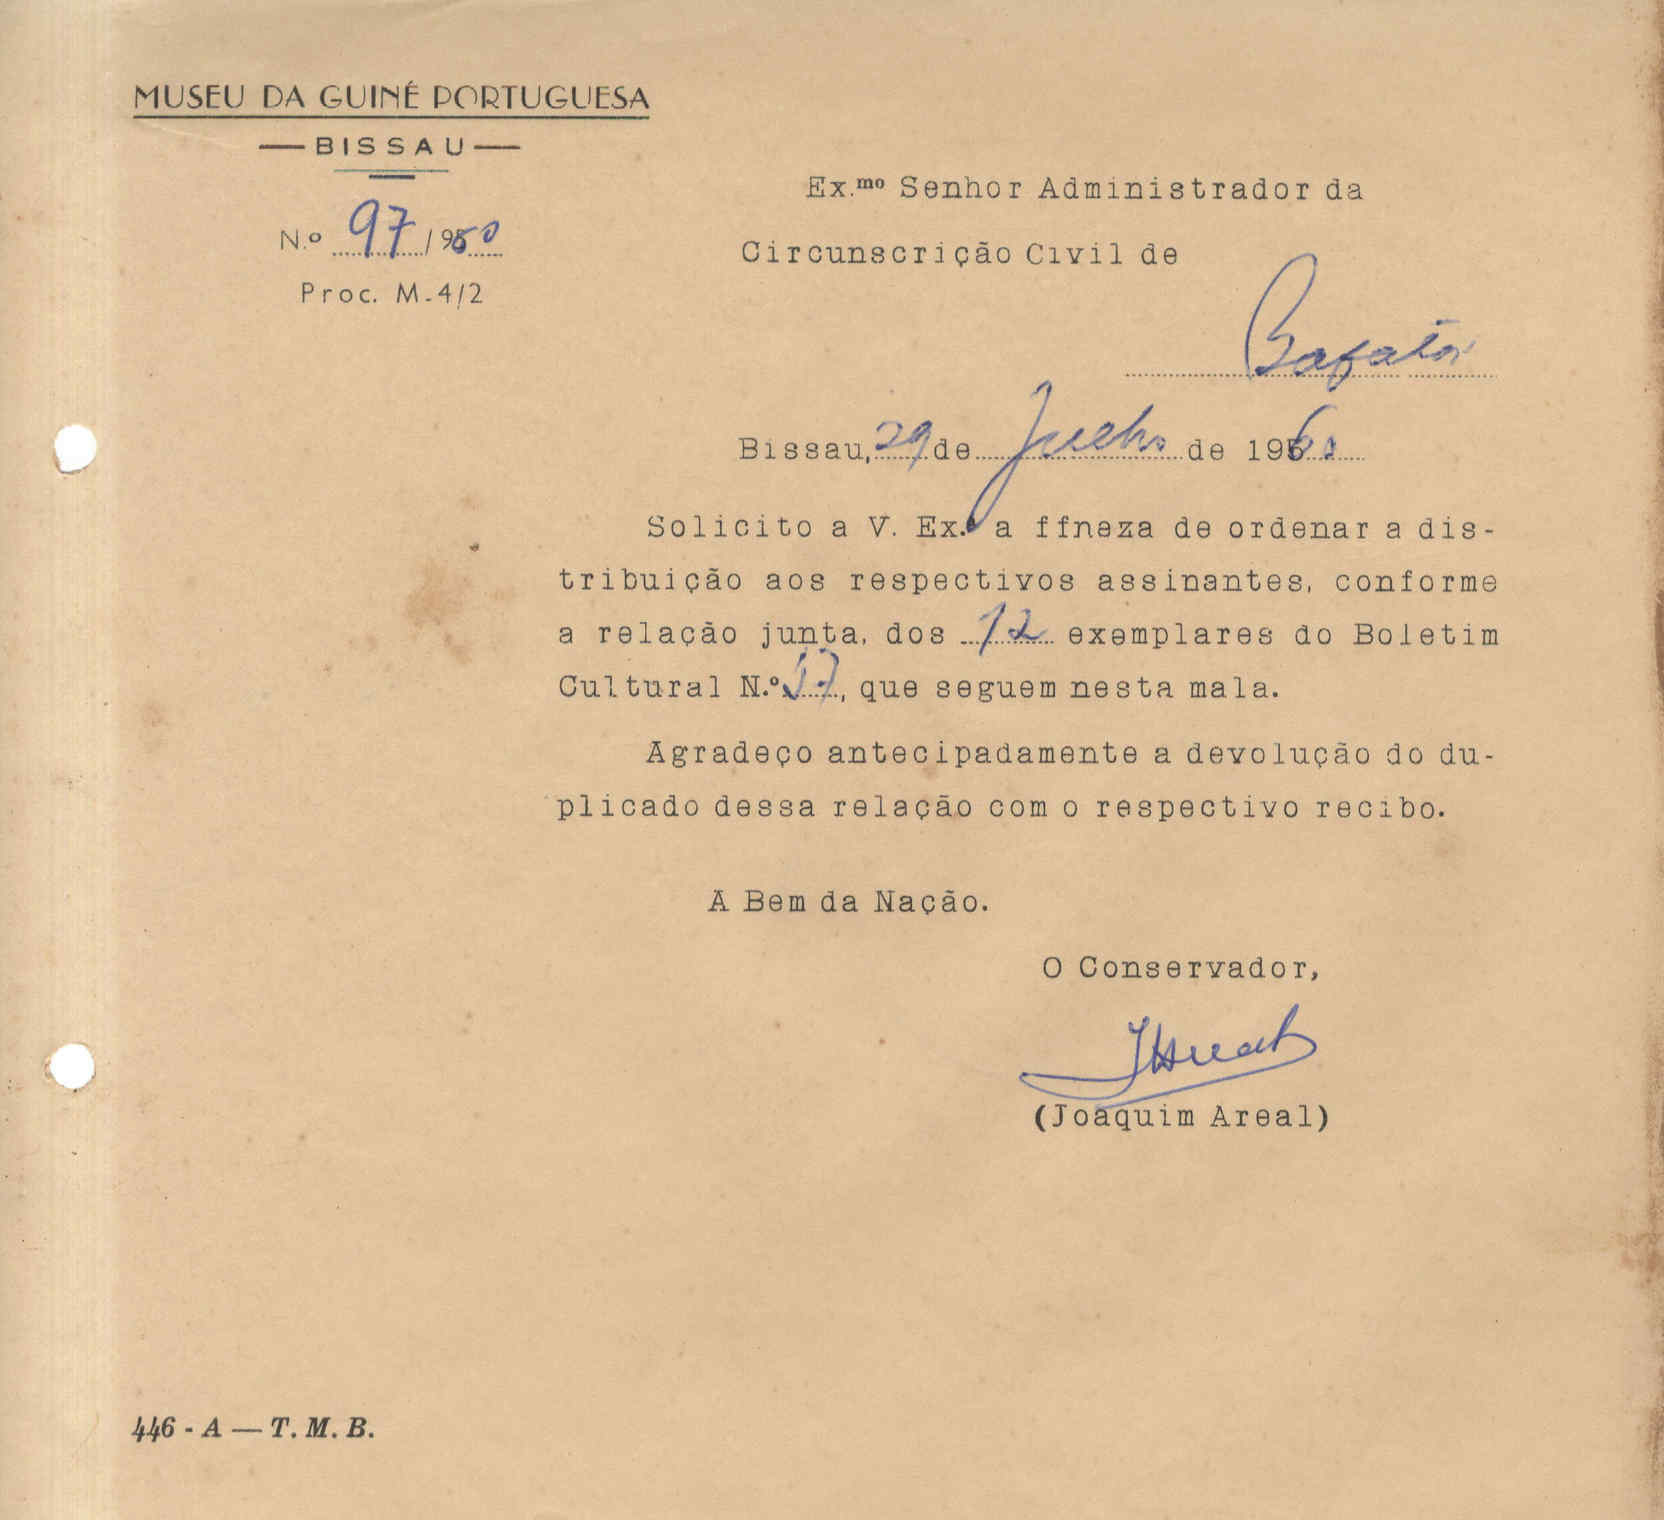 MUSEU DA GUINÉ PORTUGUESA
— BISSAU —
N.º 97/960
Proc. M-4/2
Ex.mo Senhor Administrador da
Circunscrição Civil de
Bafatá
Bissau, 29 de Julho de 1960
Solicito a V. Ex.ª a ffneza de ordenar a dis-
tribuição aos respectivos assinantes, conforme
a relação junta, dos 12 exemplares do Boletim
Cultural N.º 57, que seguem nesta mala.
Agradeço antecipadamente a devolução do du-
plicado dessa relação com o respectivo recibo.
A Bem da Nação.
O Conservador,
(Joaquim Areal)
446 - A — T. M. B.